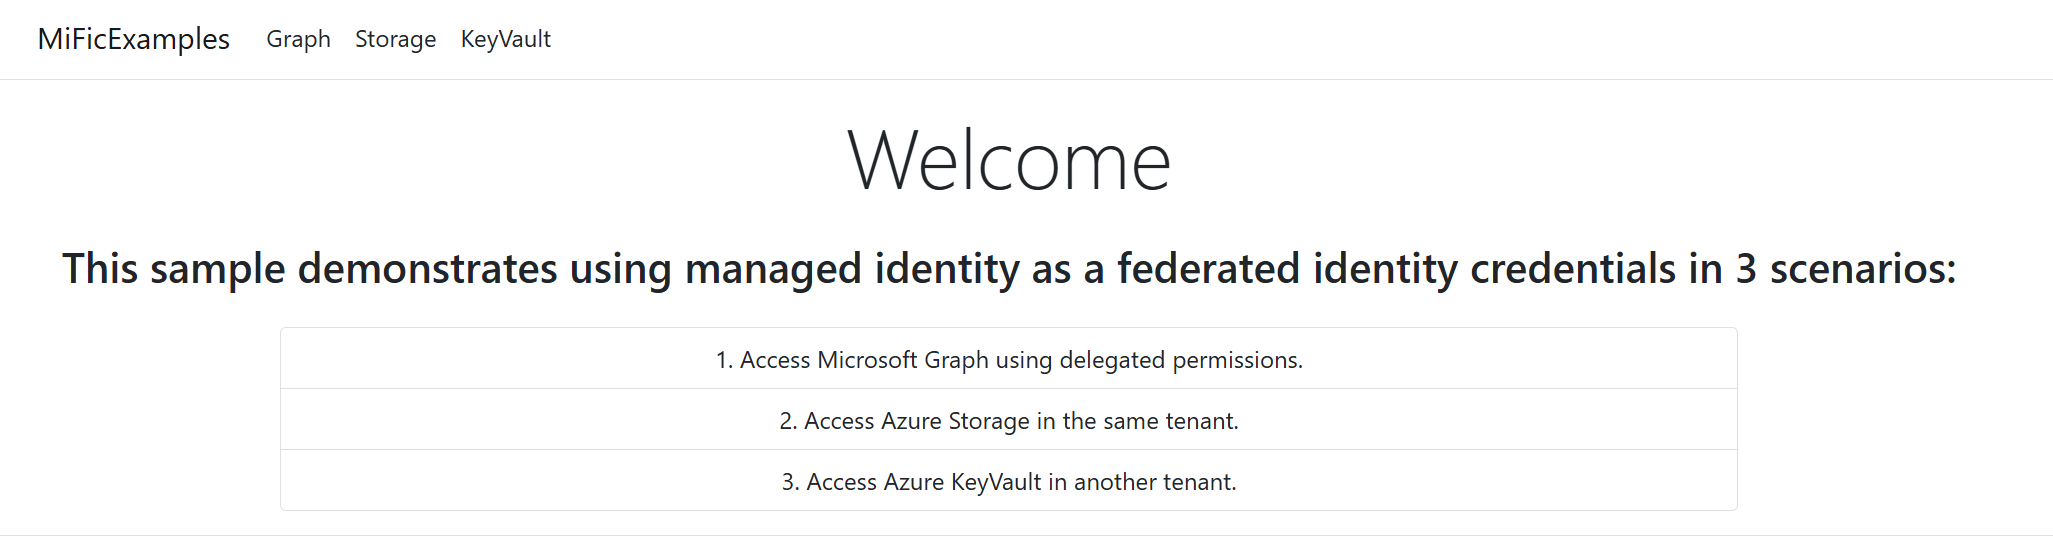 MiFicExamples Graph Storage KeyVault
Welcome
This sample demonstrates using managed identity as a federated identity credentials in 3 scenarios:
1. Access Microsoft Graph using delegated permissions.
2. Access Azure Storage in the same tenant.
3. Access Azure KeyVault in another tenant.